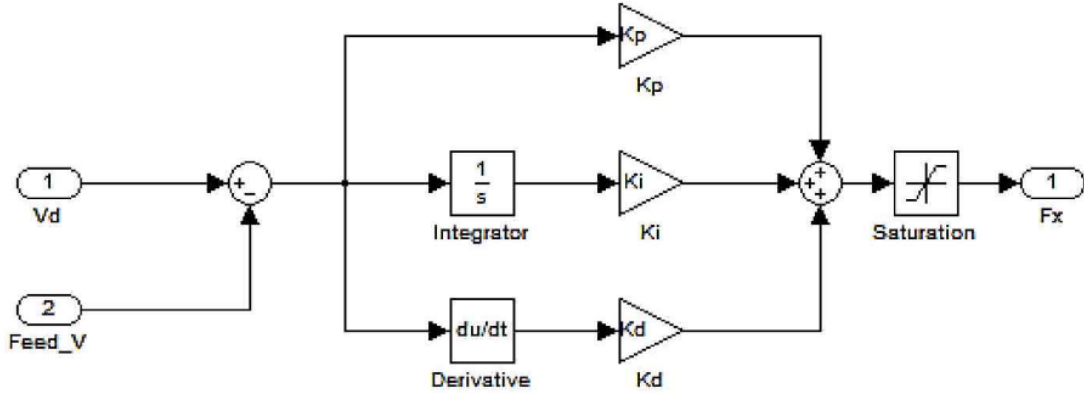 Kp
Kp
1
Vd
+
−
1
s
Integrator
Ki
Ki
+
+
+
Saturation
1
Fx
2
Feed_V
du/dt
Derivative
Kd
Kd